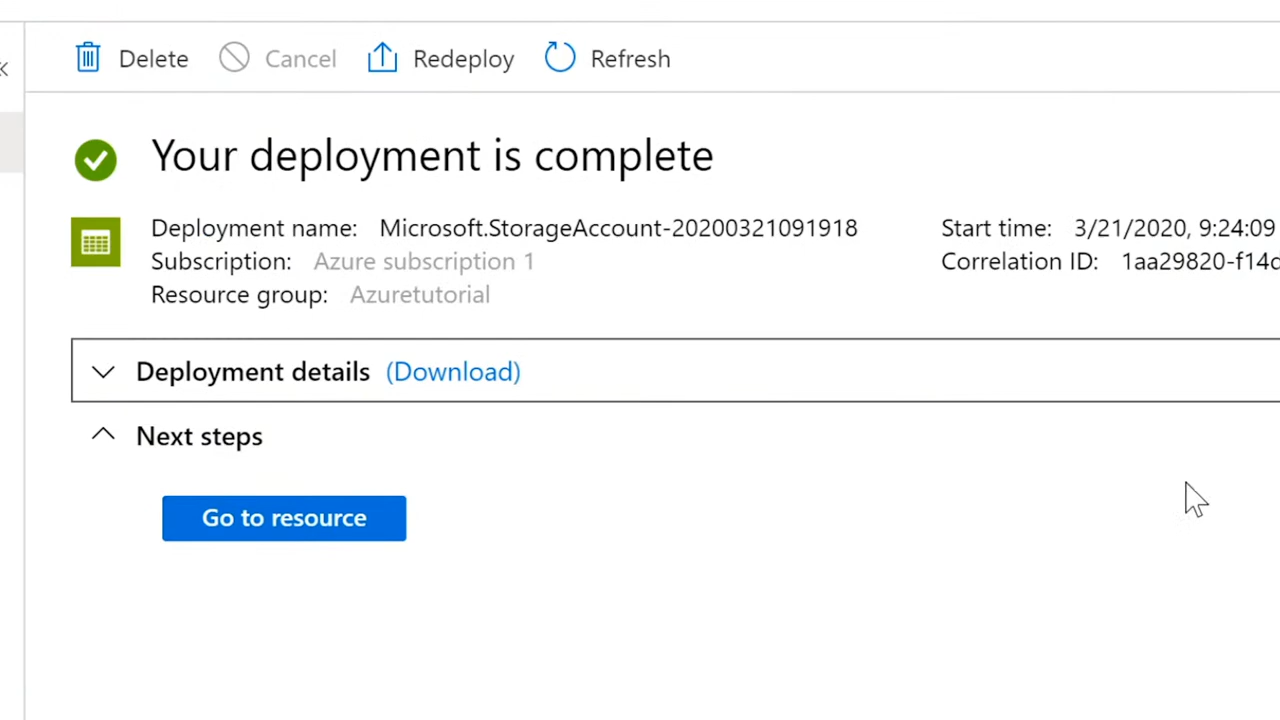 Delete Cancel Redeploy Refresh
Your deployment is complete
Deployment name: Microsoft.StorageAccount-20200321091918 Start time: 3/21/2020, 9:24:09
Subscription: Azure subscription 1 Correlation ID: 1aa29820-f14d
Resource group: Azuretutorial
Deployment details (Download)
Next steps
Go to resource